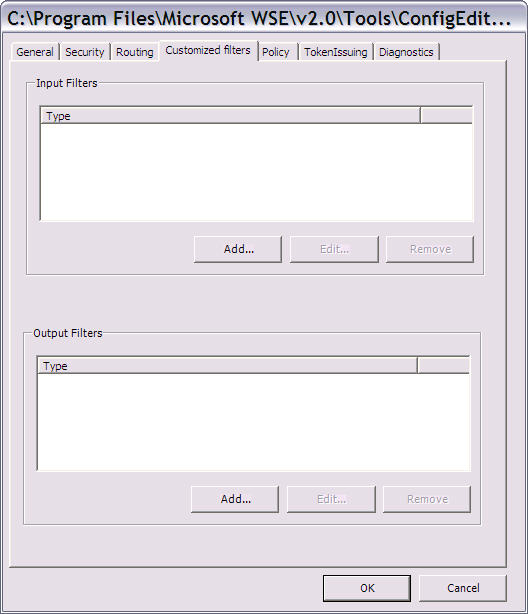 C:\Program Files\Microsoft WSE\v2.0\Tools\ConfigEdit...
General Security Routing Customized filters Policy TokenIssuing Diagnostics
Input Filters
Type
Add... Edit... Remove
Output Filters
Type
Add... Edit... Remove
OK Cancel